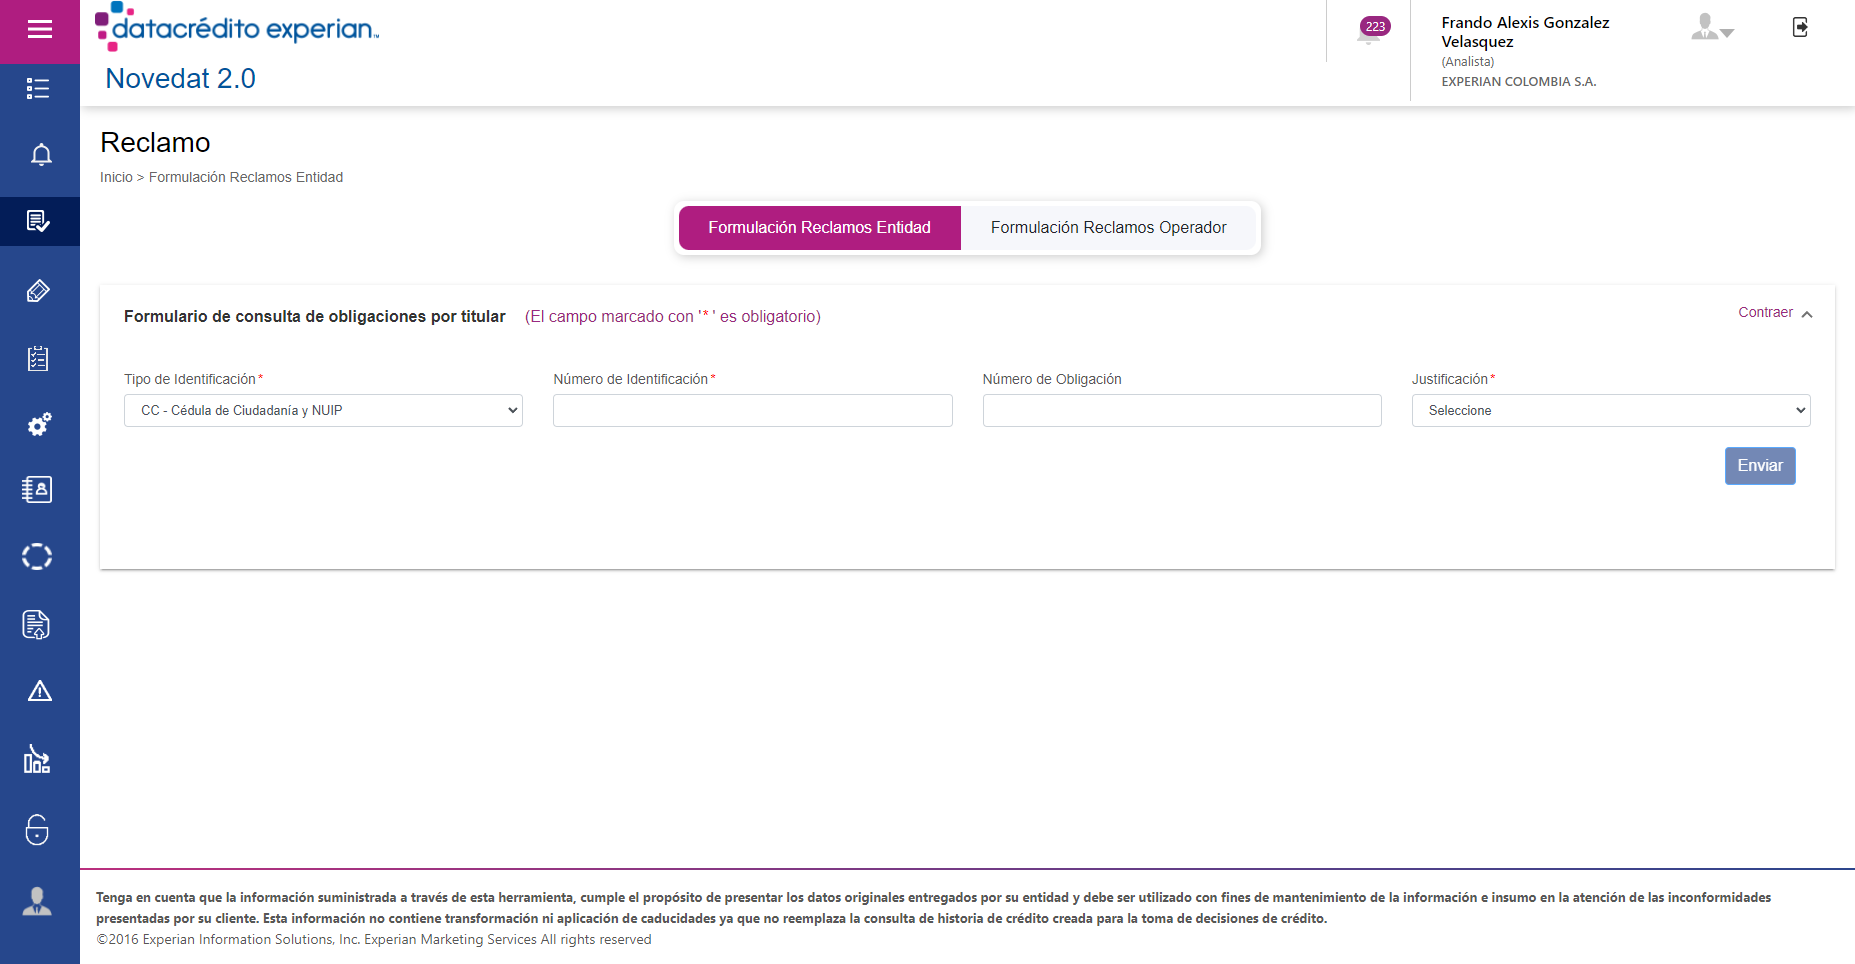 datacrédito experian™
Novedat 2.0
223
Frando Alexis Gonzalez
Velasquez
(Analista)
EXPERIAN COLOMBIA S.A.
Reclamo
Inicio > Formulación Reclamos Entidad
Formulación Reclamos Entidad
Formulación Reclamos Operador
Formulario de consulta de obligaciones por titular (El campo marcado con '*' es obligatorio)
Contraer
Tipo de Identificación*
Número de Identificación*
Número de Obligación
Justificación*
CC - Cédula de Ciudadanía y NUIP
Seleccione
Enviar
Tenga en cuenta que la información suministrada a través de esta herramienta, cumple el propósito de presentar los datos originales entregados por su entidad y debe ser utilizado con fines de mantenimiento de la información e insumo en la atención de las inconformidades
presentadas por su cliente. Esta información no contiene transformación ni aplicación de caducidades ya que no reemplaza la consulta de historia de crédito creada para la toma de decisiones de crédito.
©2016 Experian Information Solutions, Inc. Experian Marketing Services All rights reserved